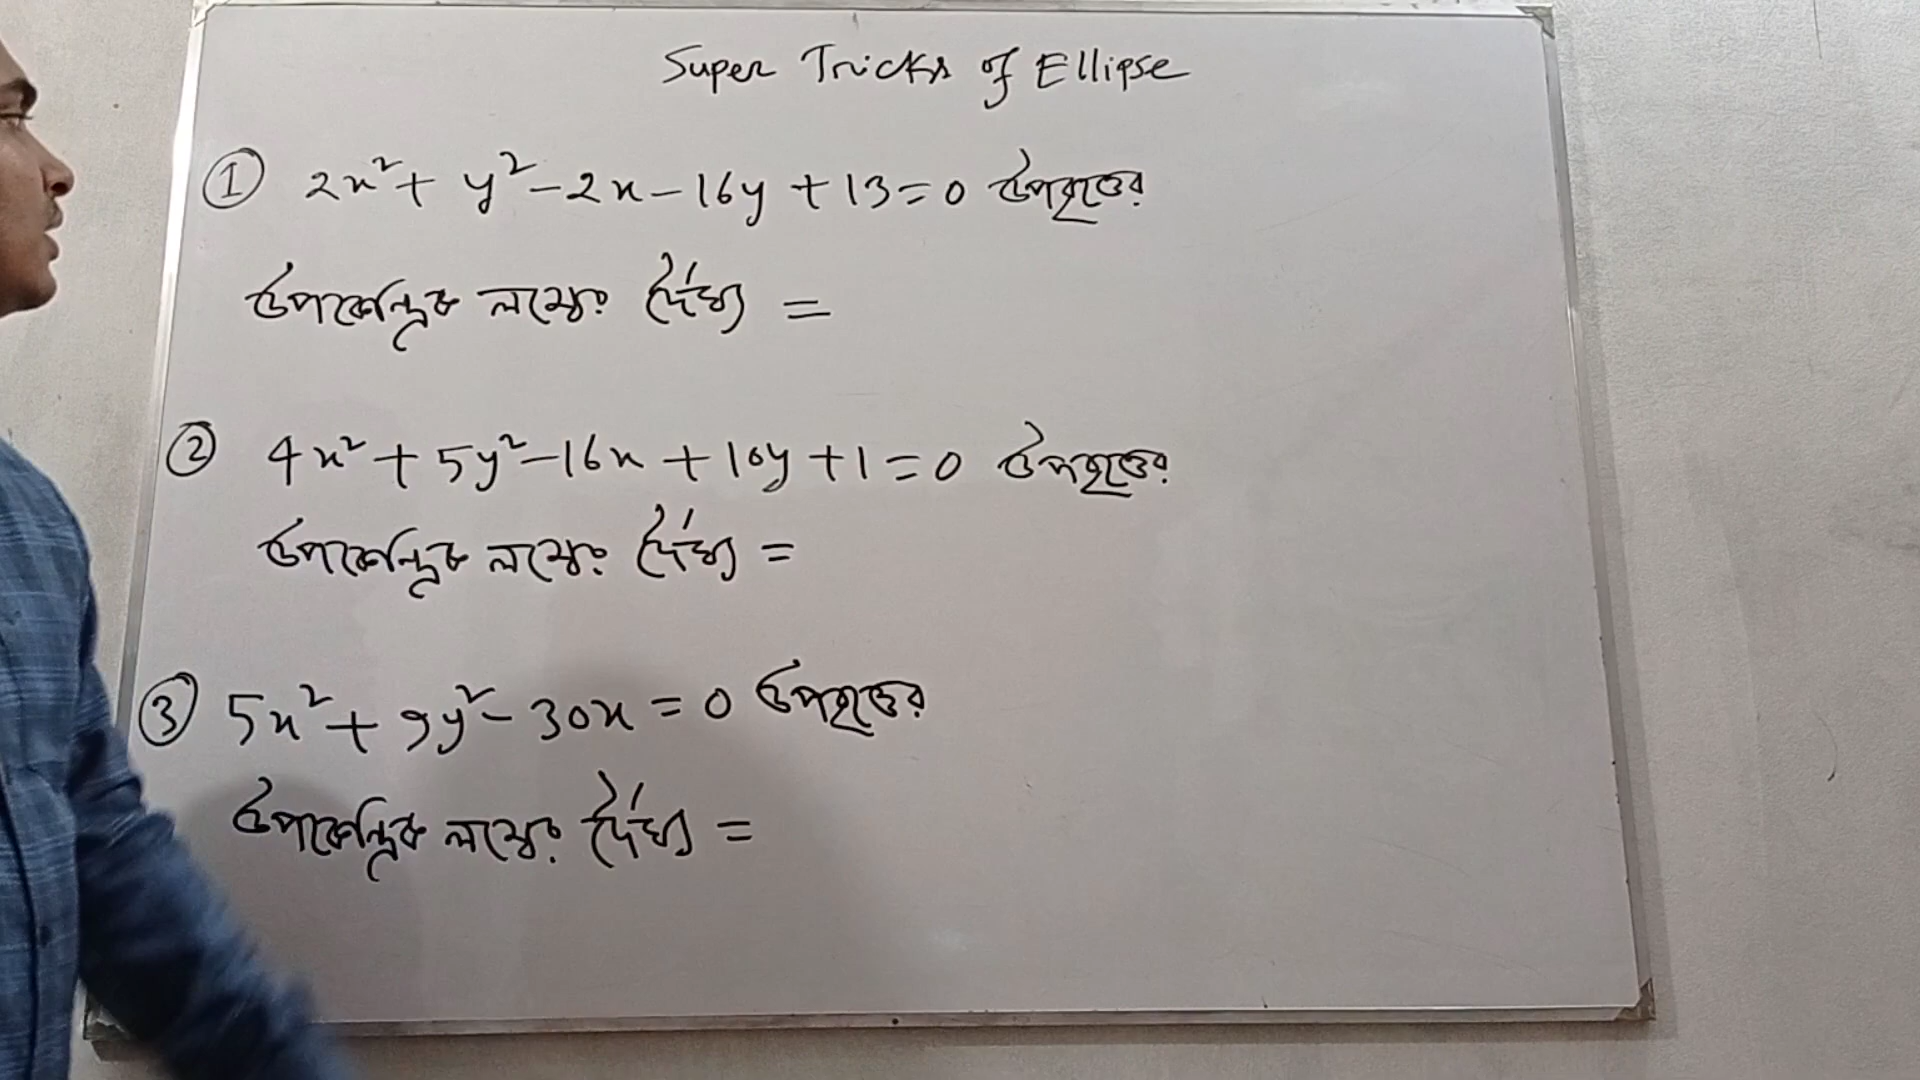 Super Tricks of Ellipse
① 2x² + y² - 2x - 16y + 13 = 0 উপবৃত্তের
উপকেন্দ্রিক লম্বের দৈর্ঘ্য =
② 4x² + 5y² - 16x + 10y + 1 = 0 উপবৃত্তের
উপকেন্দ্রিক লম্বের দৈর্ঘ্য =
③ 5x² + 9y² - 30x = 0 উপবৃত্তের
উপকেন্দ্রিক লম্বের দৈর্ঘ্য =